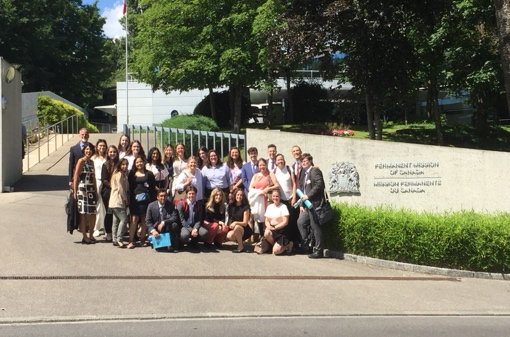 PERMANENT MISSION
OF CANADA
MISSION PERMANENTE
DU CANADA